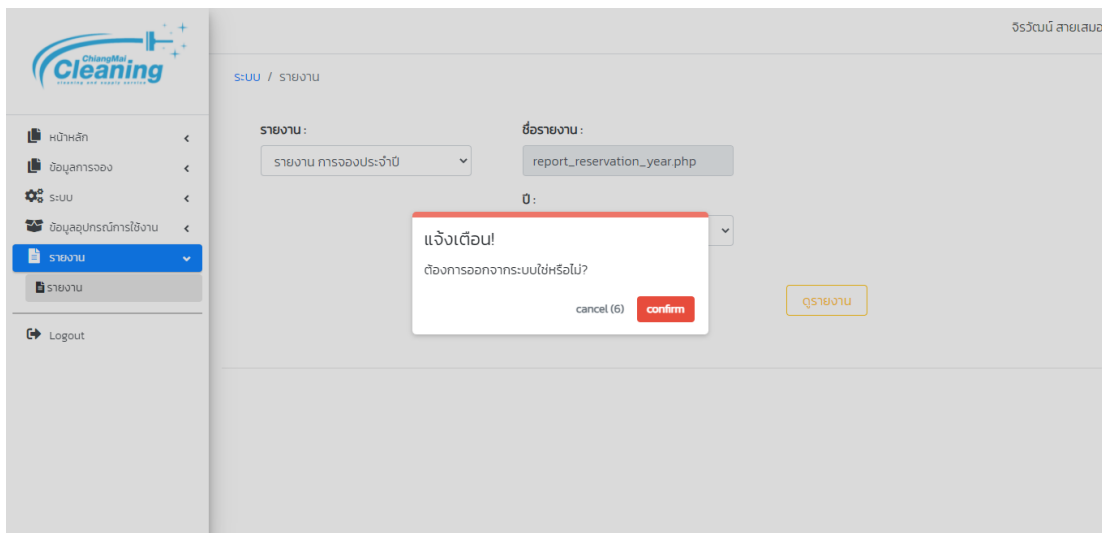 จิรวัฒน์ สายเสมอ
ChiangMai
Cleaning
cleaning and supply service
ระบบ / รายงาน
หน้าหลัก
ข้อมูลการจอง
ระบบ
ข้อมูลอุปกรณ์การใช้งาน
รายงาน
รายงาน
Logout
รายงาน :
ชื่อรายงาน :
รายงาน การจองประจำปี
report_reservation_year.php
ปี :
แจ้งเตือน!
ต้องการออกจากระบบใช่หรือไม่?
cancel (6) confirm
ดูรายงาน